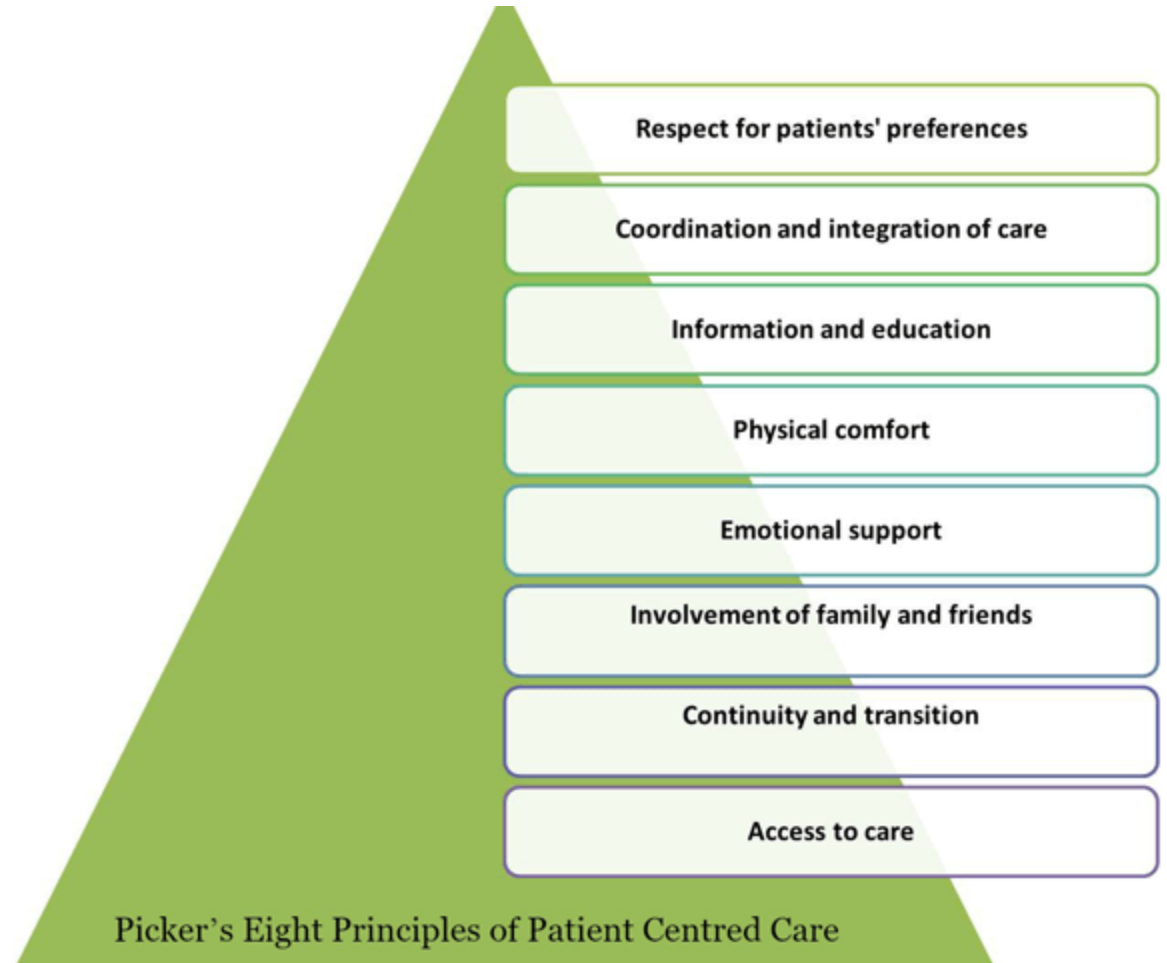 Respect for patients' preferences
Coordination and integration of care
Information and education
Physical comfort
Emotional support
Involvement of family and friends
Continuity and transition
Access to care
Picker’s Eight Principles of Patient Centred Care